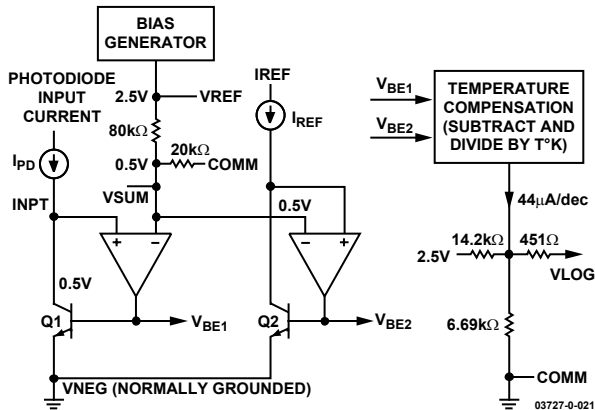 BIAS
GENERATOR
PHOTODIODE
INPUT
CURRENT
IREF
2.5V
VREF
IREF
80kΩ
20kΩ
COMM
0.5V
IPD
VSUM
INPT
0.5V
+
−
−
+
0.5V
Q1
VBE1
Q2
VBE2
VNEG (NORMALLY GROUNDED)
VBE1
VBE2
TEMPERATURE
COMPENSATION
(SUBTRACT AND
DIVIDE BY T°K)
44μA/dec
14.2kΩ
451Ω
2.5V
VLOG
6.69kΩ
COMM
03727-0-021